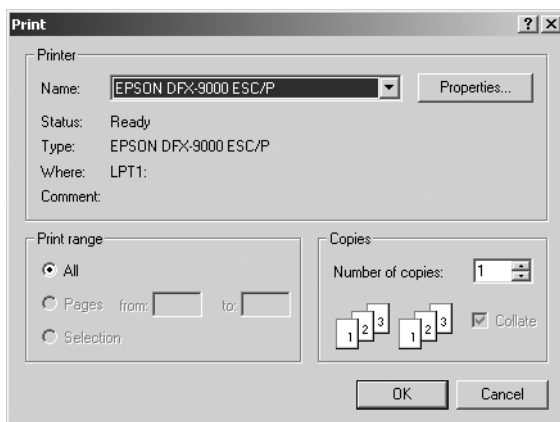 Print
Printer
Name: EPSON DFX-9000 ESC/P Properties...
Status: Ready
Type: EPSON DFX-9000 ESC/P
Where: LPT1:
Comment:
Print range
All
Pages from: to:
Selection
Copies
Number of copies: 1
1 2 3 1 2 3 Collate
OK Cancel